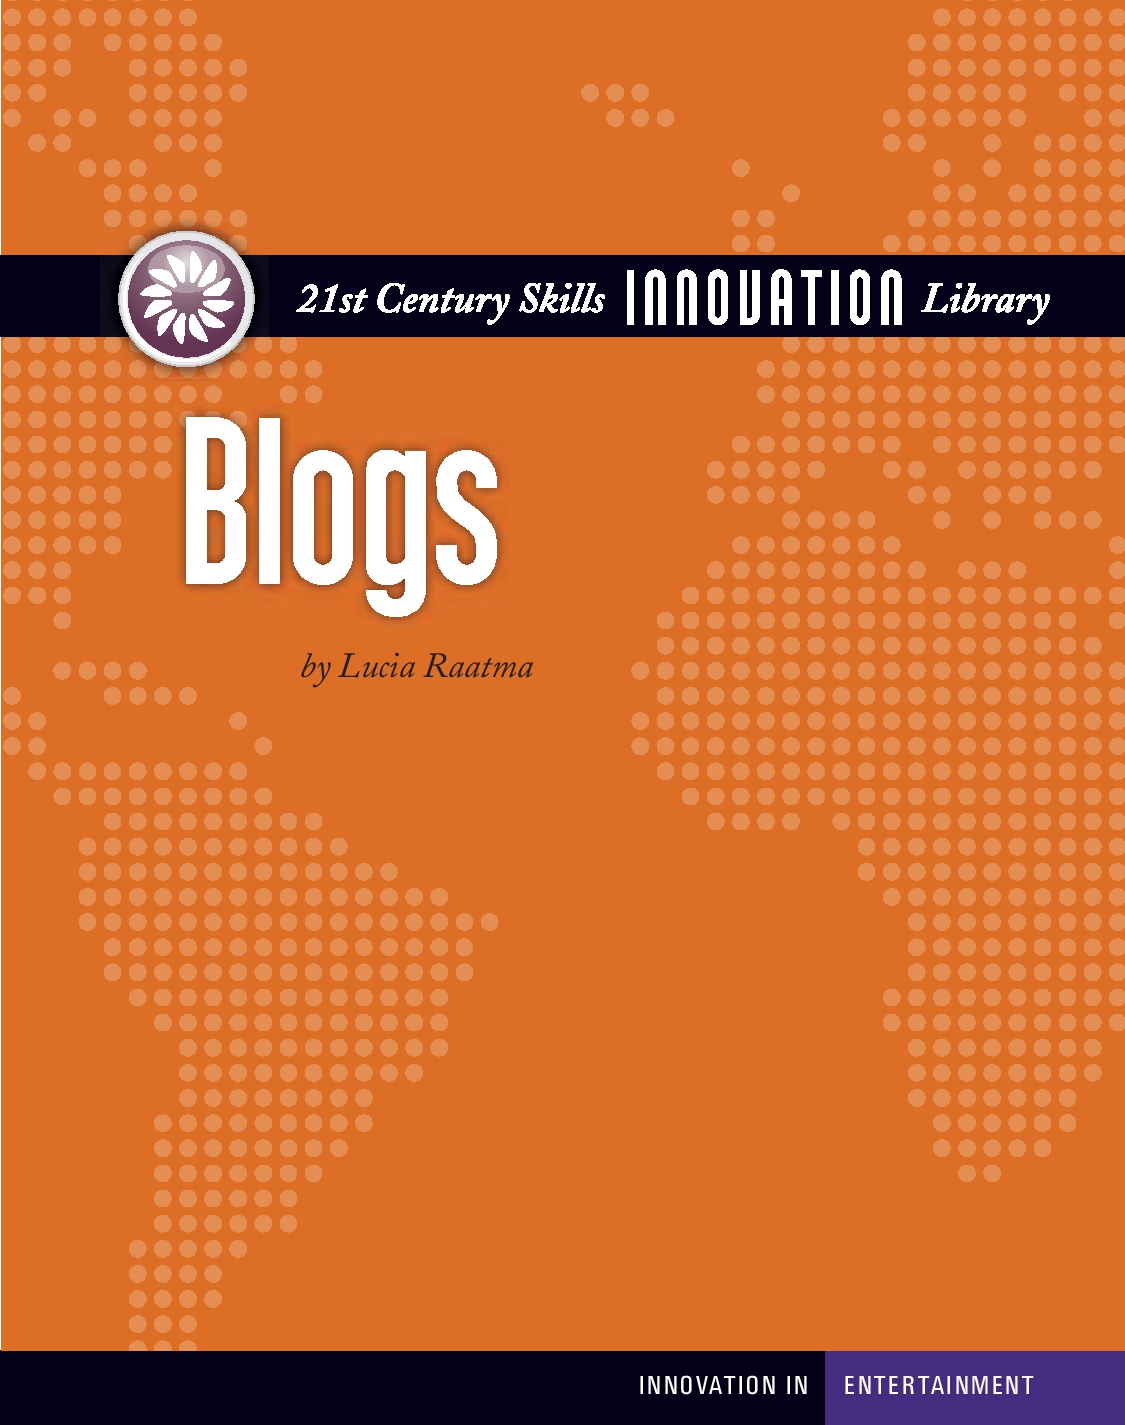 21st Century Skills INNOVATION Library
Blogs
by Lucia Raatma
INNOVATION IN ENTERTAINMENT